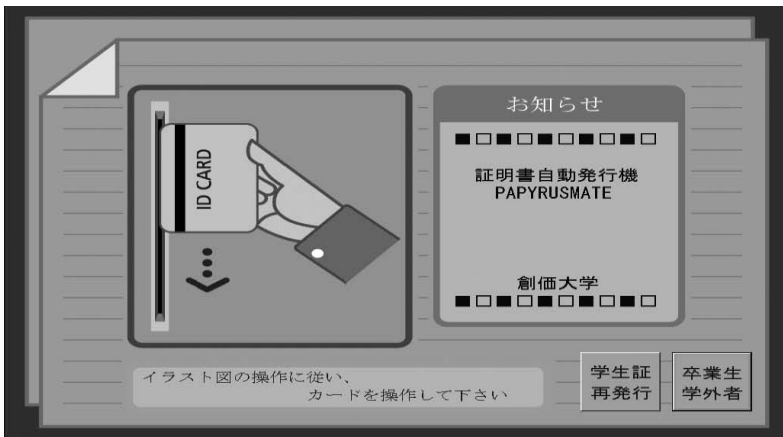 ID CARD
お知らせ
証明書自動発行機
PAPYRUSMATE
創価大学
イラスト図の操作に従い、
カードを操作して下さい
学生証
再発行
卒業生
学外者